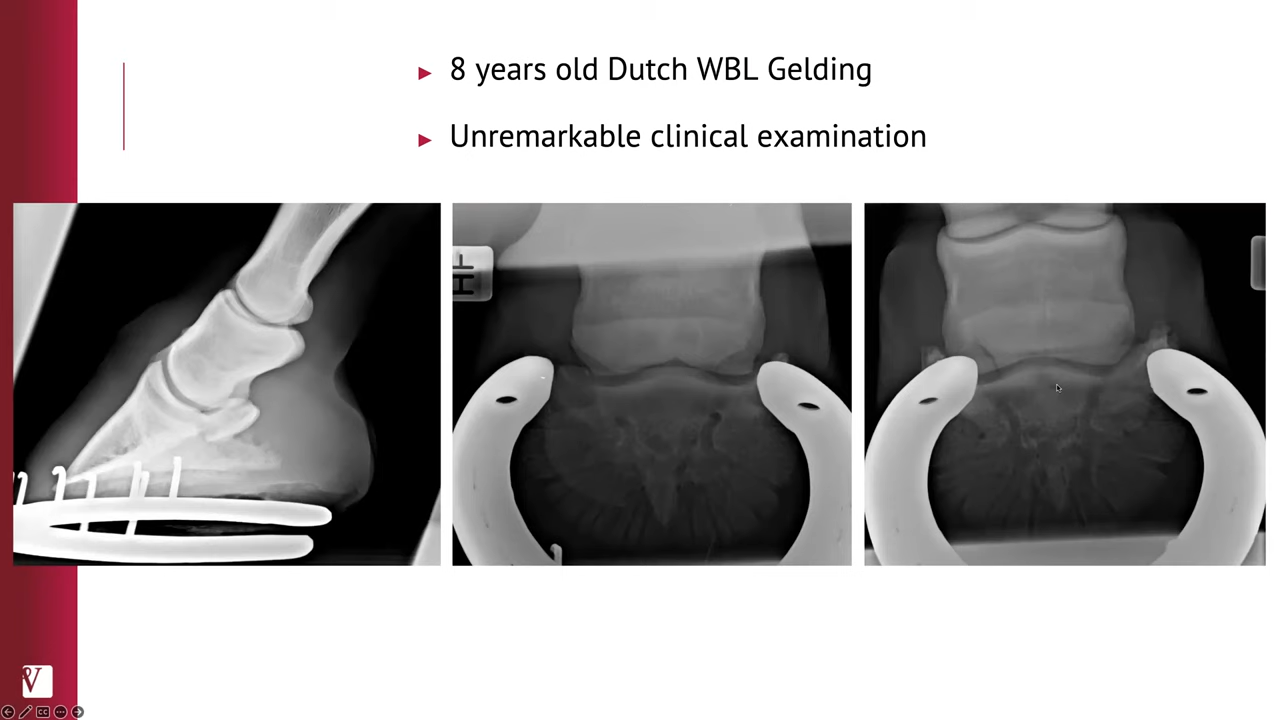 8 years old Dutch WBL Gelding
Unremarkable clinical examination